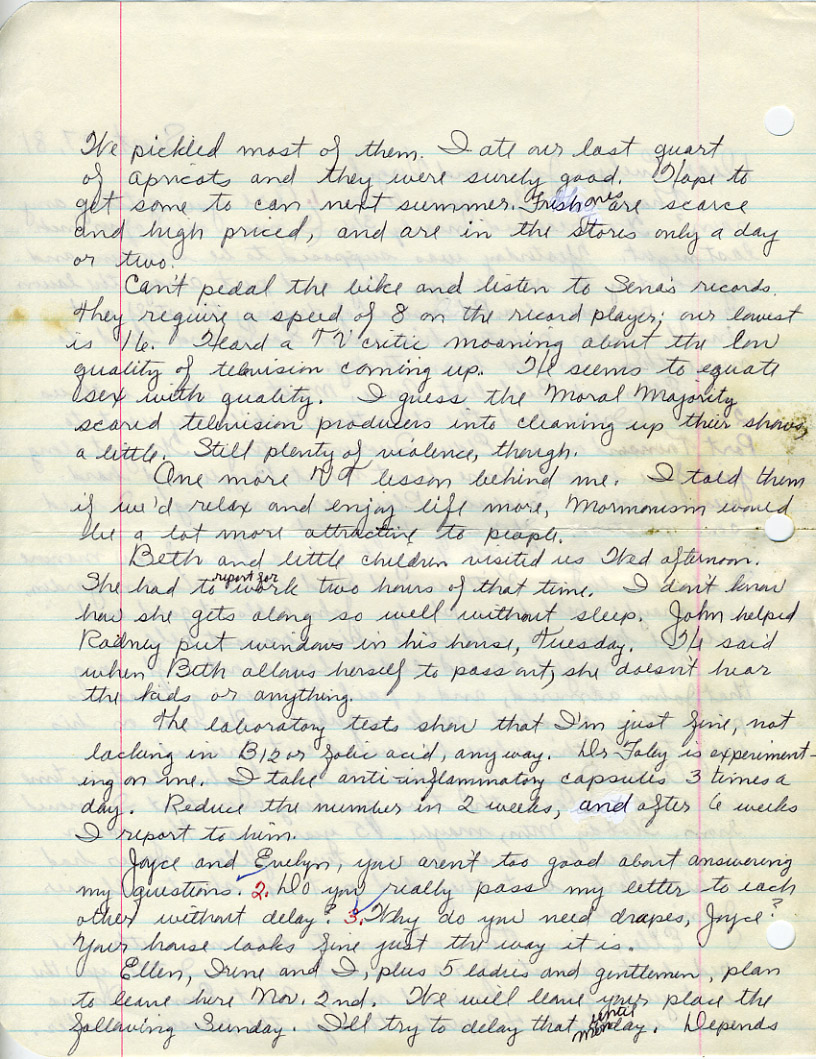 We pickled most of them. I ate our last quart
of apricots and they were surely good. Hope to
get some to can next summer. Fresh ones are scarce
and high priced, and are in the stores only a day
or two.
Can't pedal the bike and listen to Sena's records.
They require a speed of 8 on the record player; our lowest
is 16. Heard a TV critic moaning about the low
quality of television coming up. He seems to equate
sex with quality. I guess the Moral Majority
scared television producers into cleaning up their shows,
a little. Still plenty of violence, though.
One more NT lesson behind me. I told them
if we'd relax and enjoy life more, Mormonism would
be a lot more attractive to people.
Beth and little children visited us Wed afternoon.
She had to report for work two hours of that time. I don't know
how she gets along so well without sleep. John helped
Rodney put windows in his house, Tuesday. He said
when Beth allows herself to pass out, she doesn't hear
the kids or anything.
The laboratory tests show that I'm just fine, not
lacking in B12 or folic acid, anyway. Dr Foley is experiment-
ing on me. I take anti-inflammatory capsules 3 times a
day. Reduce the number in 2 weeks, and after 6 weeks
I report to him.
Joyce and Evelyn, you aren't too good about answering
my questions. 2. Do you really pass my letter to each
other without delay? 3. Why do you need drapes, Joyce?
Your house looks fine just the way it is.
Ellen, Irene and I, plus 5 ladies and gentlemen, plan
to leave here Nov. 2nd. We will leave your place the
following Sunday. I'll try to delay that until Monday. Depends